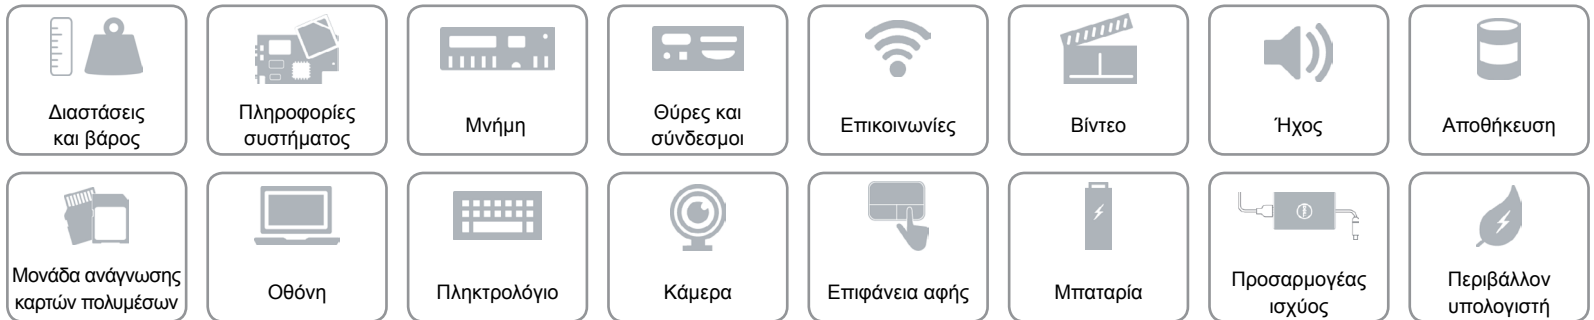 Διαστάσεις
και βάρος
Πληροφορίες
συστήματος
Μνήμη
Θύρες και
σύνδεσμοι
Επικοινωνίες
Βίντεο
Ήχος
Αποθήκευση
Μονάδα ανάγνωσης
καρτών πολυμέσων
Οθόνη
Πληκτρολόγιο
Κάμερα
Επιφάνεια αφής
Μπαταρία
Προσαρμογέας
ισχύος
Περιβάλλον
υπολογιστή